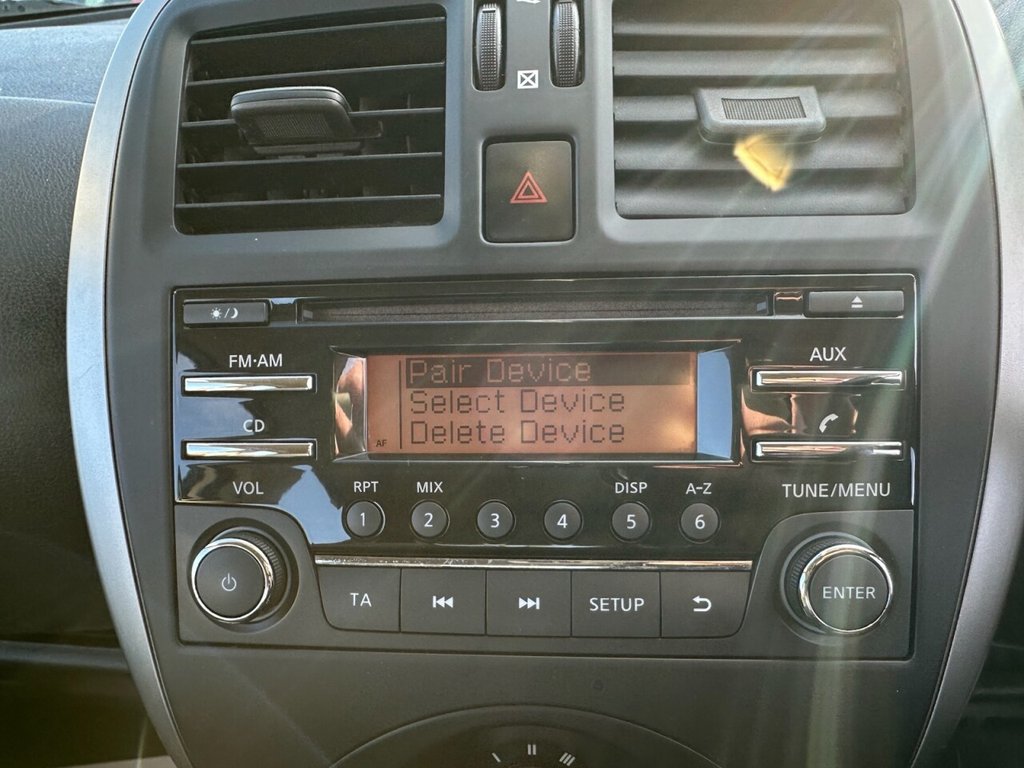 FM·AM
AUX
Pair Device
Select Device
Delete Device
AF
CD
VOL
RPT
MIX
DISP
A-Z
TUNE/MENU
1
2
3
4
5
6
TA
SETUP
ENTER